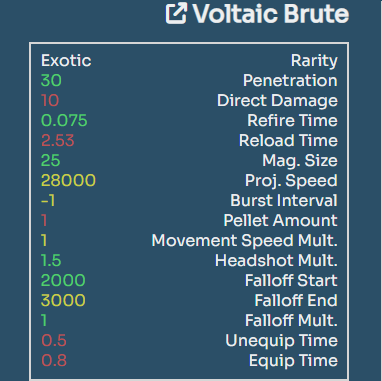 Voltaic Brute
Exotic Rarity
30 Penetration
10 Direct Damage
0.075 Refire Time
2.53 Reload Time
25 Mag. Size
28000 Proj. Speed
-1 Burst Interval
1 Pellet Amount
1 Movement Speed Mult.
1.5 Headshot Mult.
2000 Falloff Start
3000 Falloff End
1 Falloff Mult.
0.5 Unequip Time
0.8 Equip Time